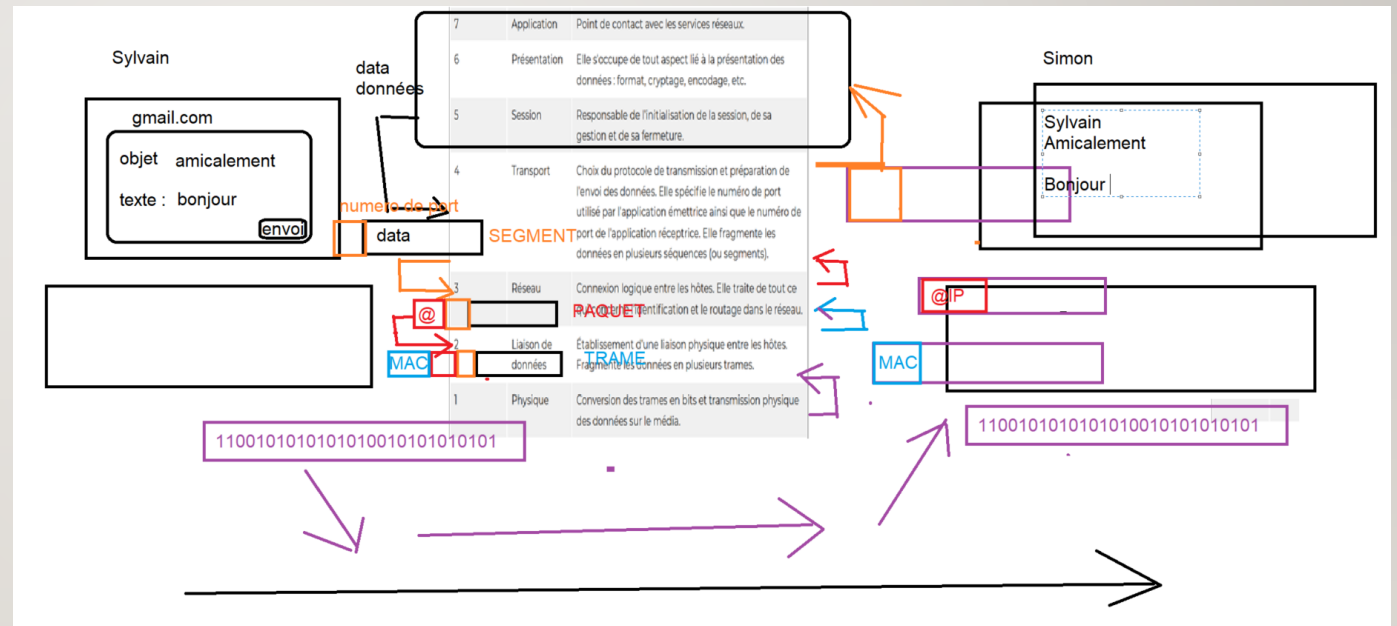 Sylvain
gmail.com
objet amicalement
texte : bonjour
envoi
data
données
numero de port
data
SEGMENT
7 Application Point de contact avec les services réseaux.
6 Présentation Elle s'occupe de tout aspect lié à la présentation des
données : format, cryptage, encodage, etc.
5 Session Responsable de l'initialisation de la session, de sa
gestion et de sa fermeture.
4 Transport Choix du protocole de transmission et préparation de
l'envoi des données. Elle spécifie le numéro de port
utilisé par l'application émettrice ainsi que le numéro de
port de l'application réceptrice. Elle fragmente les
données en plusieurs séquences (ou segments).
3 Réseau Connexion logique entre les hôtes. Elle traite de tout ce
identification et le routage dans le réseau.
@ PAQUET
2 Liaison de
données
Établissement d'une liaison physique entre les hôtes.
Fragmente les données en plusieurs trames.
MAC TRAME
1 Physique Conversion des trames en bits et transmission physique
des données sur le média.
11001010101010100101010101010101
Simon
Sylvain
Amicalement
Bonjour
@IP
MAC
11001010101010100101010101010101